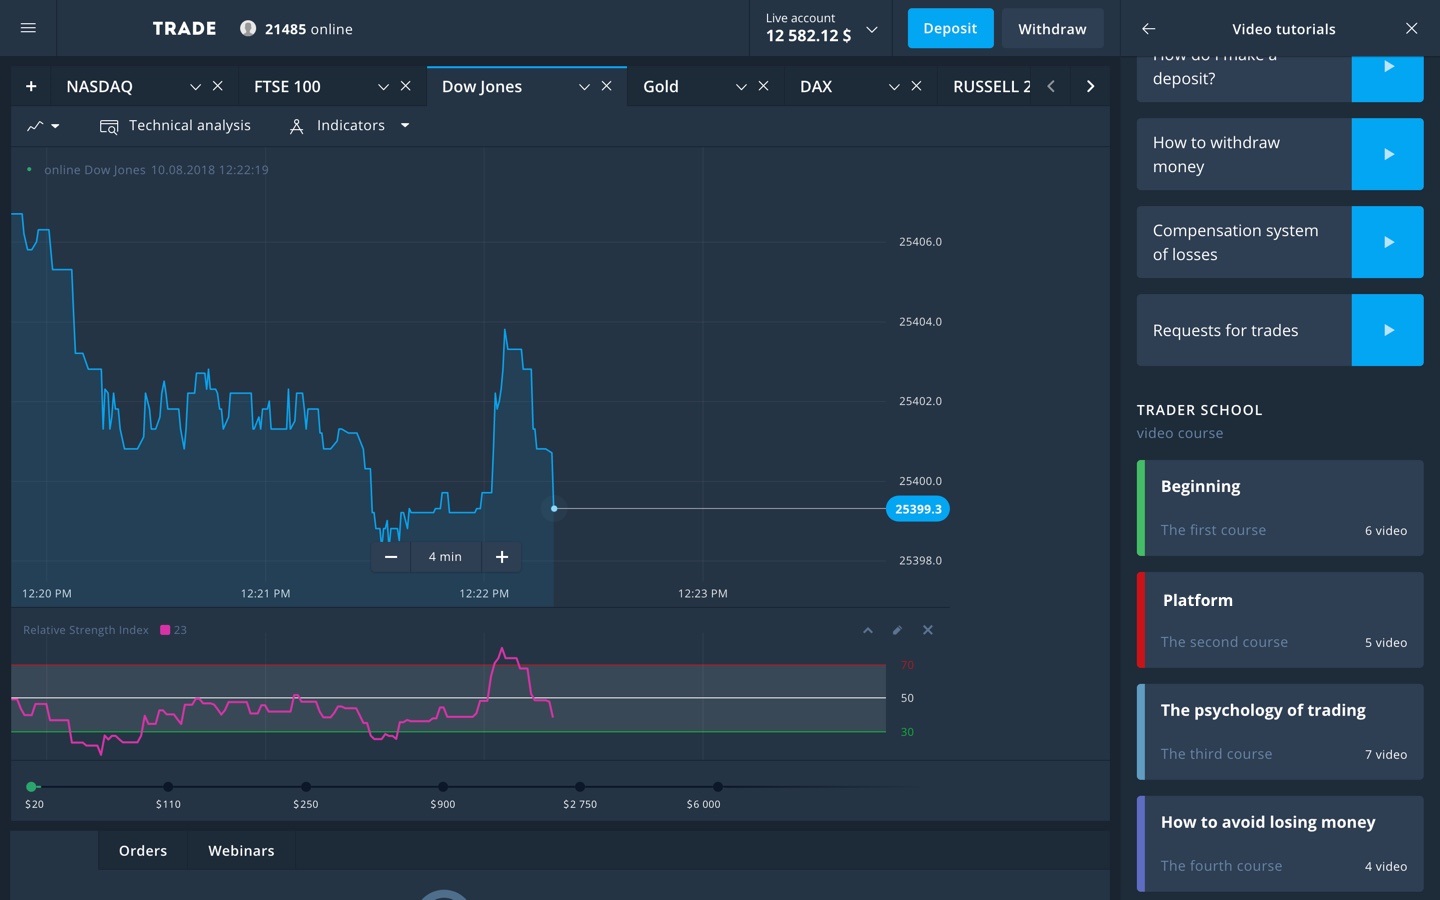 TRADE
21485 online
Live account
12 582.12 $
Deposit
Withdraw
Video tutorials
NASDAQ
FTSE 100
Dow Jones
Gold
DAX
RUSSELL 2
Technical analysis
Indicators
online Dow Jones 10.08.2018 12:22:19
25406.0
25404.0
25402.0
25400.0
25399.3
25398.0
4 min
12:20 PM
12:21 PM
12:22 PM
12:23 PM
Relative Strength Index 23
70
50
30
$20
$110
$250
$900
$2 750
$6 000
Orders
Webinars
How do I make a
deposit?
How to withdraw
money
Compensation system
of losses
Requests for trades
TRADER SCHOOL
video course
Beginning
The first course
6 video
Platform
The second course
5 video
The psychology of trading
The third course
7 video
How to avoid losing money
The fourth course
4 video